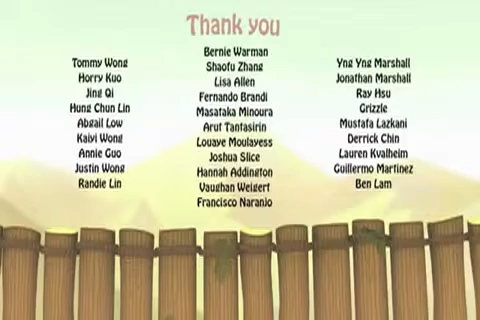 Thank you
Tommy Wong
Horry Kuo
Jing Qi
Hung Chun Lin
Abgail Low
Kaiyi Wong
Annie Guo
Justin Wong
Randie Lin
Bernie Warman
Shaofu Zhang
Lisa Allen
Fernando Brandi
Masataka Minoura
Arut Tantasirin
Louaye Moulayess
Joshua Slice
Hannah Addington
Vaughan Weigert
Francisco Naranjo
Yng Yng Marshall
Jonathan Marshall
Ray Hsu
Grizzle
Mustafa Lazkani
Derrick Chin
Lauren Kvalheim
Guillermo Martinez
Ben Lam